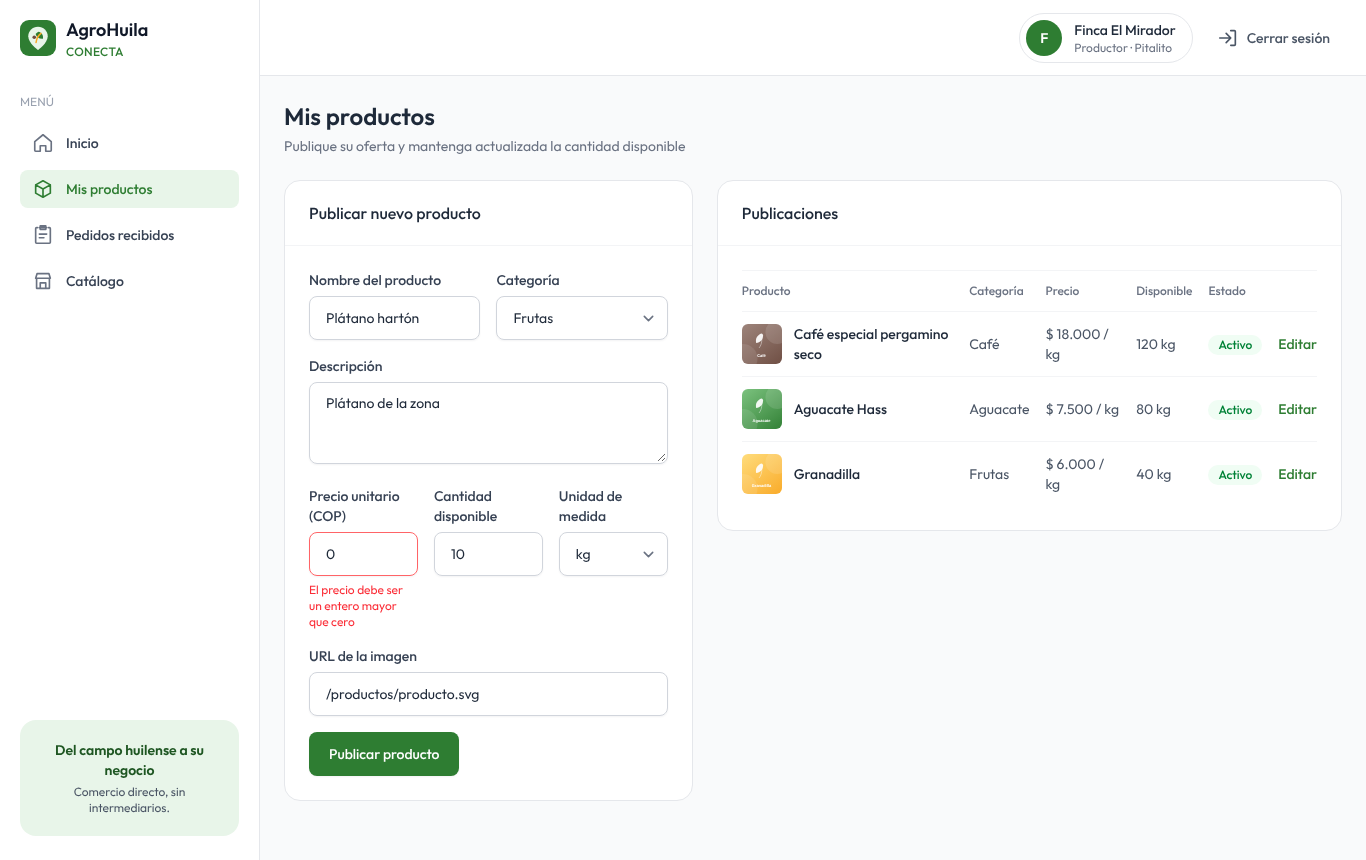 AgroHuila
CONECTA
MENÚ
Inicio
Mis productos
Pedidos recibidos
Catálogo
Del campo huilense a su
negocio
Comercio directo, sin
intermediarios.
F
Finca El Mirador
Productor · Pitalito
Cerrar sesión
Mis productos
Publique su oferta y mantenga actualizada la cantidad disponible
Publicar nuevo producto
Nombre del producto
Categoría
Plátano hartón
Frutas
Descripción
Plátano de la zona
Precio unitario
(COP)
Cantidad
disponible
Unidad de
medida
0
10
kg
El precio debe ser
un entero mayor
que cero
URL de la imagen
/productos/producto.svg
Publicar producto
Publicaciones
Producto Categoría Precio Disponible Estado
Café
Café especial pergamino
seco
Café
$ 18.000 /
kg
120 kg
Activo
Editar
Aguacate
Aguacate Hass
Aguacate
$ 7.500 / kg
80 kg
Activo
Editar
Granadilla
Granadilla
Frutas
$ 6.000 /
kg
40 kg
Activo
Editar